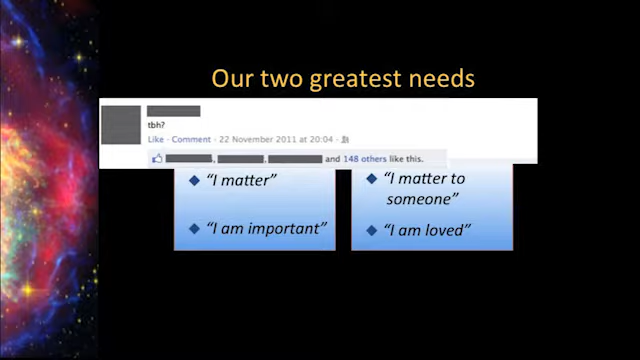 Our two greatest needs
tbh?
Like · Comment · 22 November 2011 at 20:04 ·
, , and 148 others like this.
◆ “I matter”
◆ “I am important”
◆ “I matter to
someone”
◆ “I am loved”